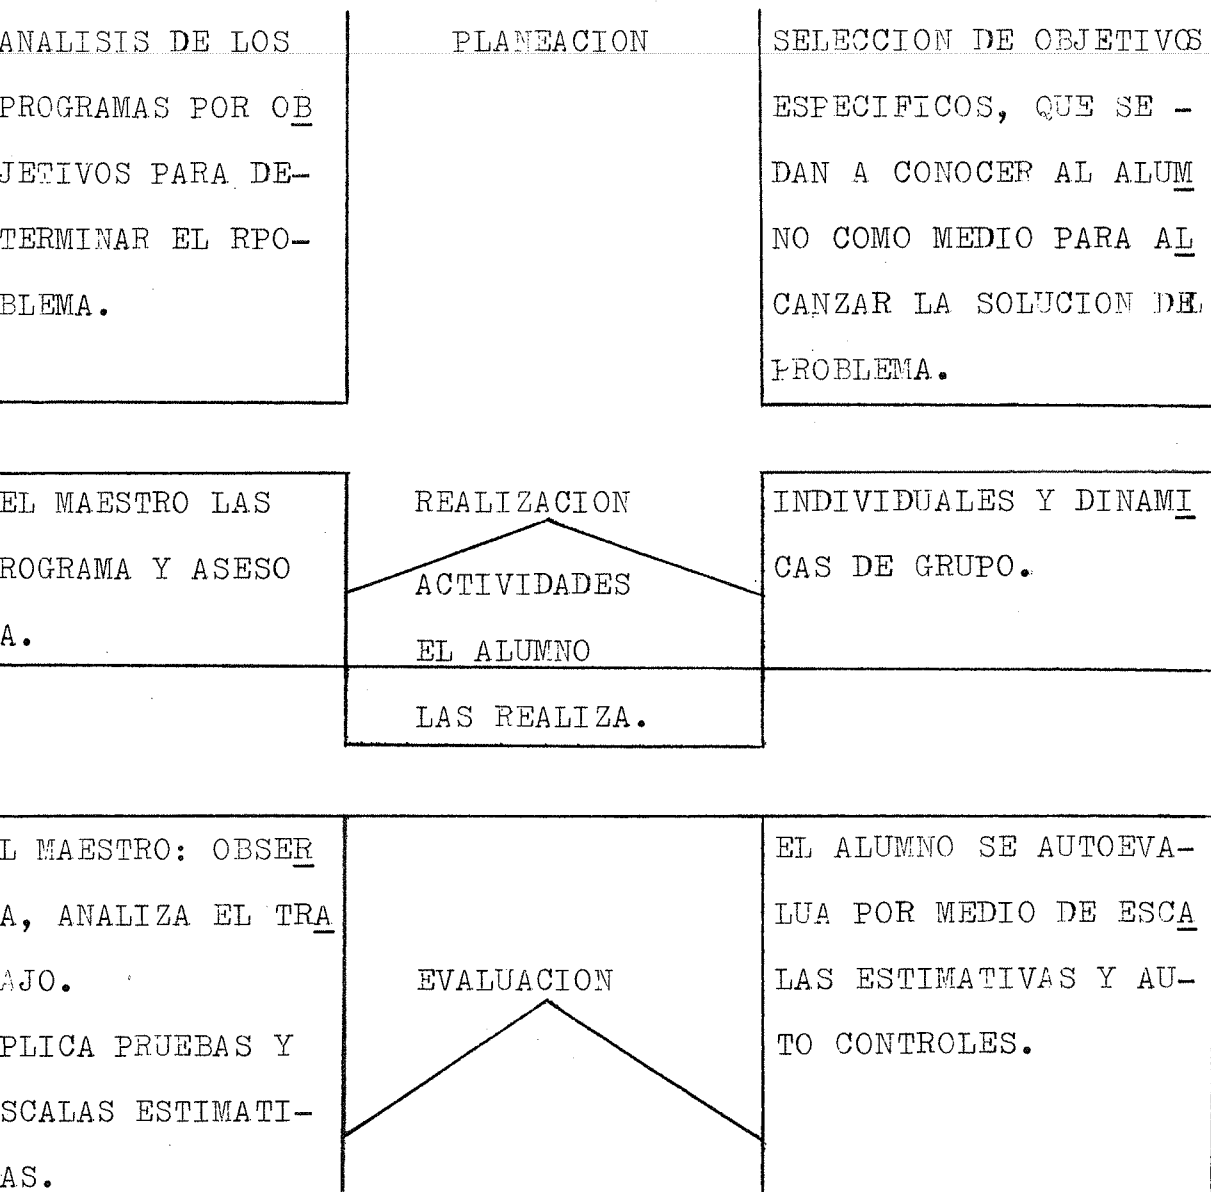 ANALISIS DE LOS
PROGRAMAS POR OB
JETIVOS PARA DE-
TERMINAR EL RPO-
BLEMA.
PLANEACION
SELECCION DE OBJETIVOS
ESPECIFICOS, QUE SE -
DAN A CONOCER AL ALUM
NO COMO MEDIO PARA AL
CANZAR LA SOLUCION DEL
PROBLEMA.
EL MAESTRO LAS
ROGRAMA Y ASESO
A.
REALIZACION
ACTIVIDADES
EL ALUMNO
LAS REALIZA.
INDIVIDUALES Y DINAMI
CAS DE GRUPO.
L MAESTRO: OBSER
A, ANALIZA EL TRA
AJO.
PLICA PRUEBAS Y
SCALAS ESTIMATI-
AS.
EVALUACION
EL ALUMNO SE AUTOEVA-
LUA POR MEDIO DE ESCA
LAS ESTIMATIVAS Y AU-
TO CONTROLES.